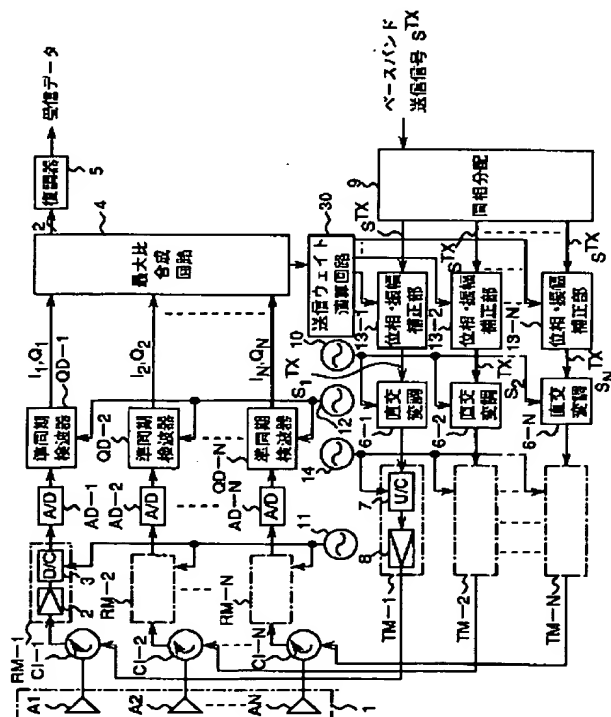 A1
A2
AN
1
RM-1
CI-1
CI-2
CI-N
2
3
D/C
RM-2
RM-N
11
A/D
AD-1
A/D
AD-2
A/D
AD-N
準同期
検波器
QD-1
準同期
検波器
QD-2
準同期
検波器
QD-N
12
14
10
I1,Q1
I2,Q2
IN,QN
最大比
合成
回路
4
2
復調器
5
受信データ
30
送信ウェイト
演算回路
ベースバンド
送信信号 S^TX
9
同相分配
S^TX
S^TX
S^TX
位相・振幅
補正部
13-1
位相・振幅
補正部
13-2
位相・振幅
補正部
13-N
S1^TX
S2^TX
SN^TX
直交
変調
6-1
直交
変調
6-2
直交
変調
6-N
U/C
7
8
TM-1
TM-2
TM-N